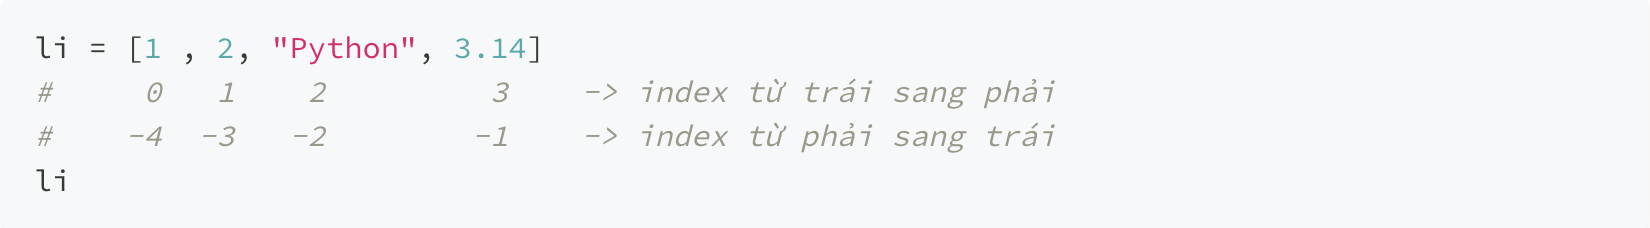 li = [1 , 2, "Python", 3.14]
#     0   1    2         3    -> index từ trái sang phải
#    -4  -3   -2        -1    -> index từ phải sang trái
li